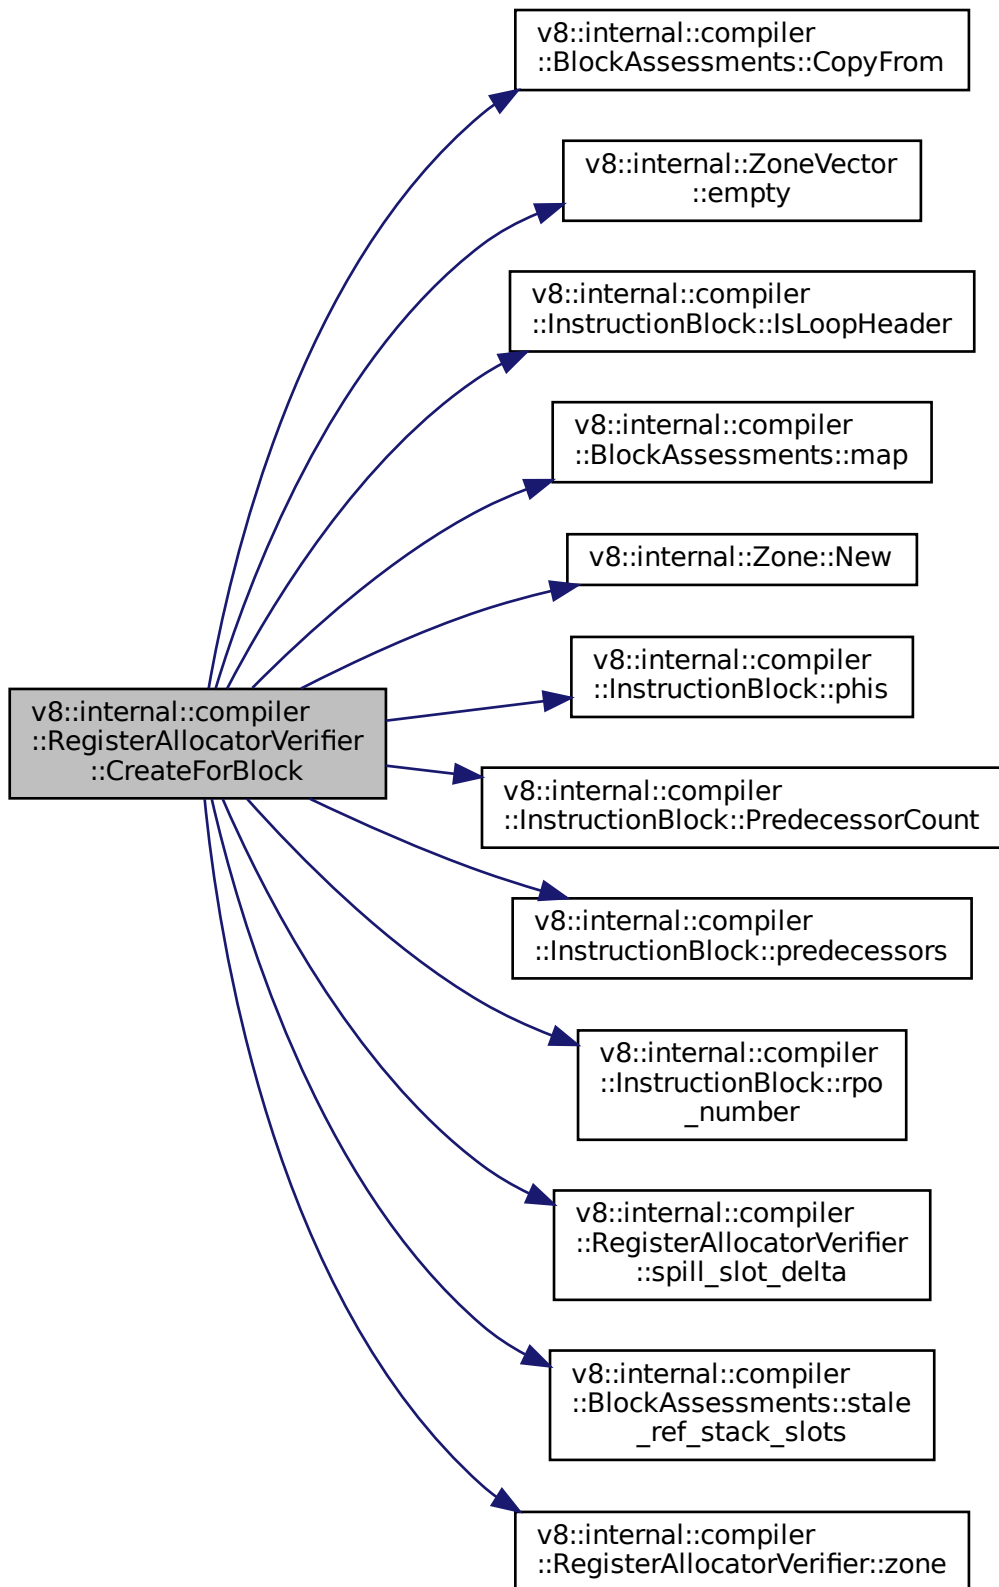 v8::internal::compiler
::BlockAssessments::CopyFrom
v8::internal::ZoneVector
::empty
v8::internal::compiler
::InstructionBlock::IsLoopHeader
v8::internal::compiler
::BlockAssessments::map
v8::internal::Zone::New
v8::internal::compiler
::InstructionBlock::phis
v8::internal::compiler
::RegisterAllocatorVerifier
::CreateForBlock
v8::internal::compiler
::InstructionBlock::PredecessorCount
v8::internal::compiler
::InstructionBlock::predecessors
v8::internal::compiler
::InstructionBlock::rpo
_number
v8::internal::compiler
::RegisterAllocatorVerifier
::spill_slot_delta
v8::internal::compiler
::BlockAssessments::stale
_ref_stack_slots
v8::internal::compiler
::RegisterAllocatorVerifier::zone